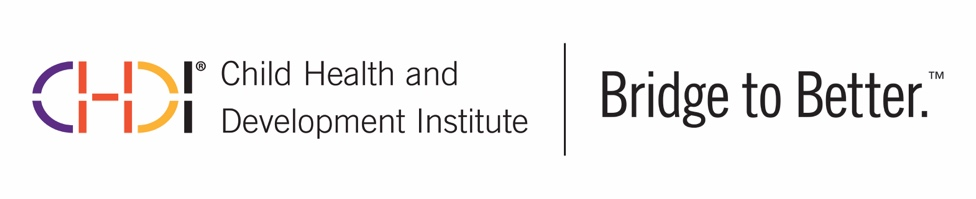 CHDI®
Child Health and
Development Institute
Bridge to Better.™